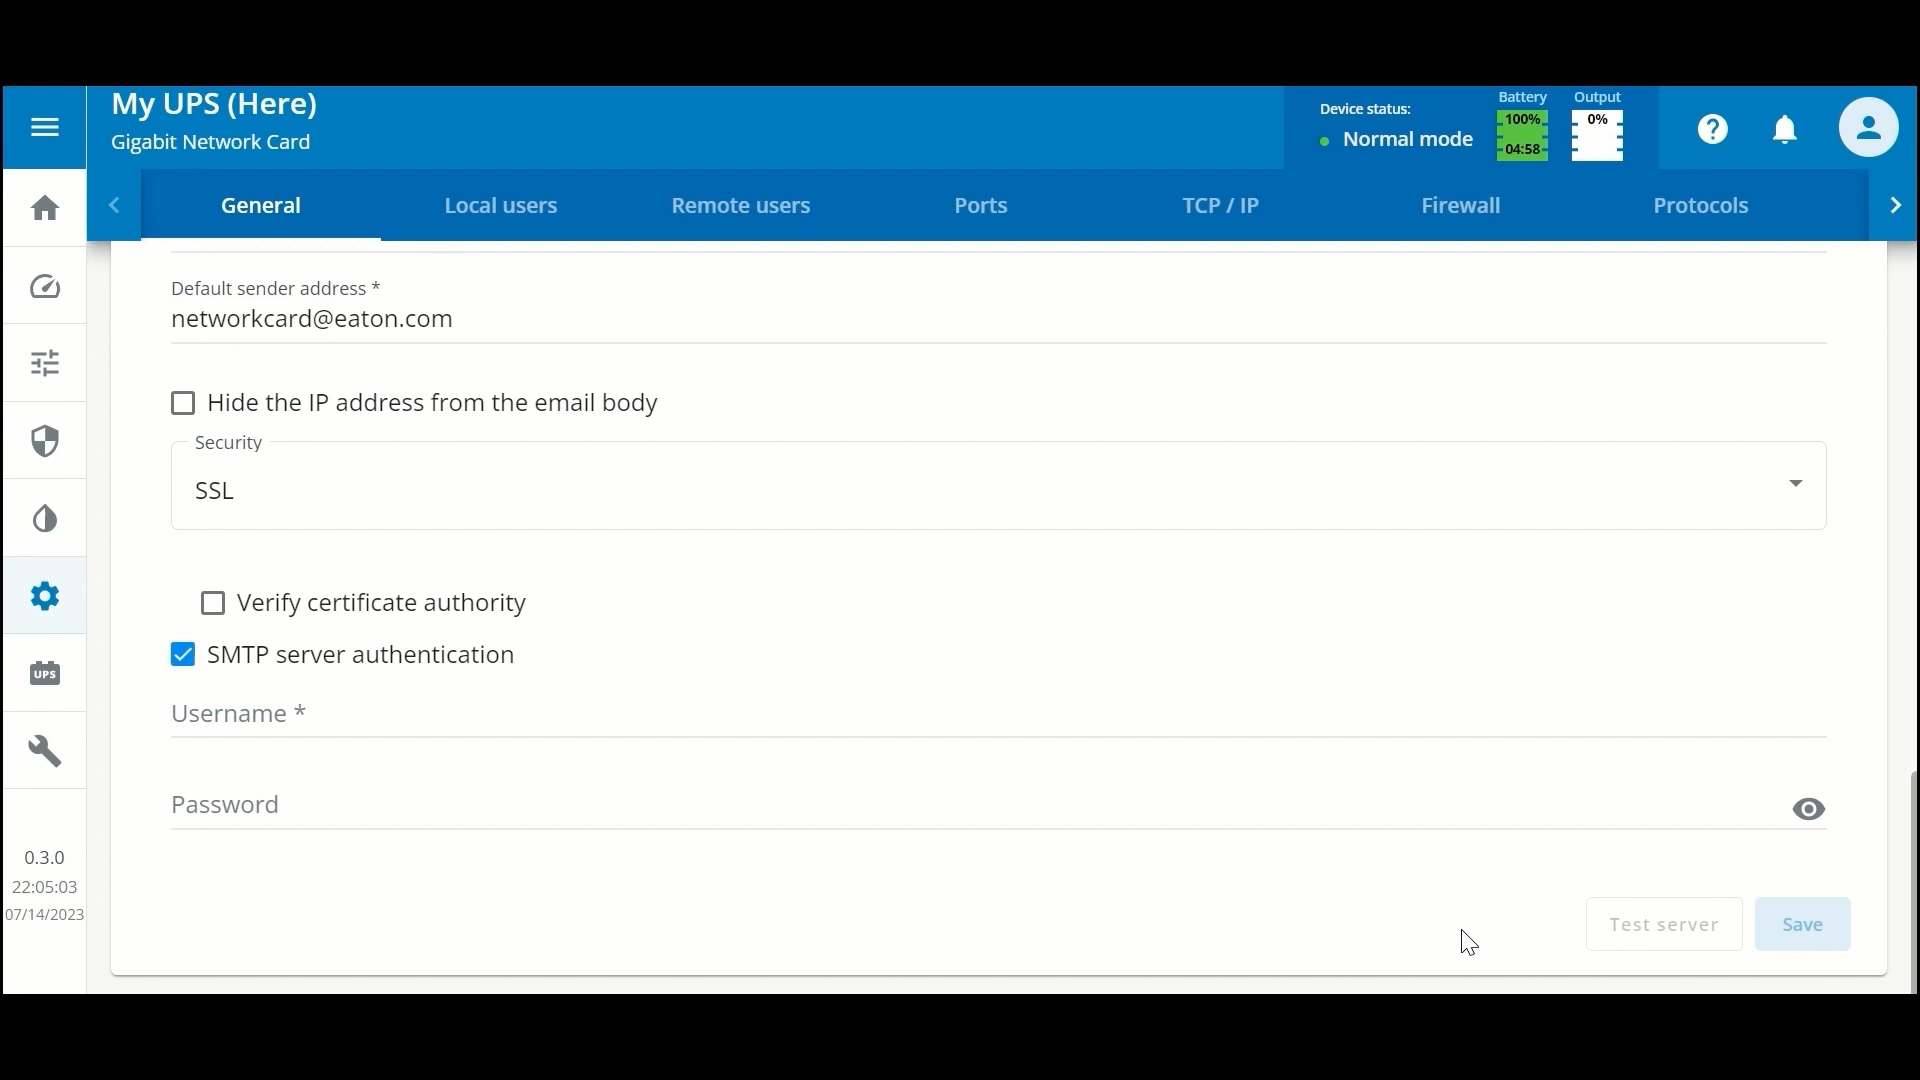 My UPS (Here)
Gigabit Network Card
Device status:
Normal mode
Battery
100%
04:58
Output
0%
General
Local users
Remote users
Ports
TCP / IP
Firewall
Protocols
Default sender address *
networkcard@eaton.com
Hide the IP address from the email body
Security
SSL
Verify certificate authority
SMTP server authentication
Username *
Password
UPS
0.3.0
22:05:03
07/14/2023
Test server
Save